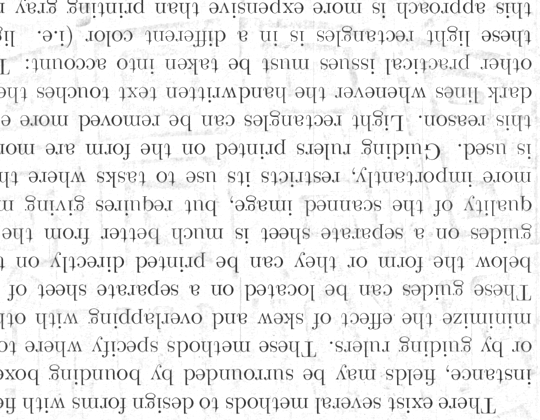 There exist several methods to design forms with fi
instance, fields may be surrounded by bounding boxe
or by guiding rulers. These methods specify where to
minimize the effect of skew and overlapping with oth
These guides can be located on a separate sheet of
below the form or they can be printed directly on t
guides on a separate sheet is much better from the
quality of the scanned image, but requires giving m
more importantly, restricts its use to tasks where th
is used. Guiding rulers printed on the form are mor
this reason. Light rectangles can be removed more e
dark lines whenever the handwritten text touches the
other practical issues must be taken into account: T
these light rectangles is in a different color (i.e. lig
this approach is more expensive than printing gray r